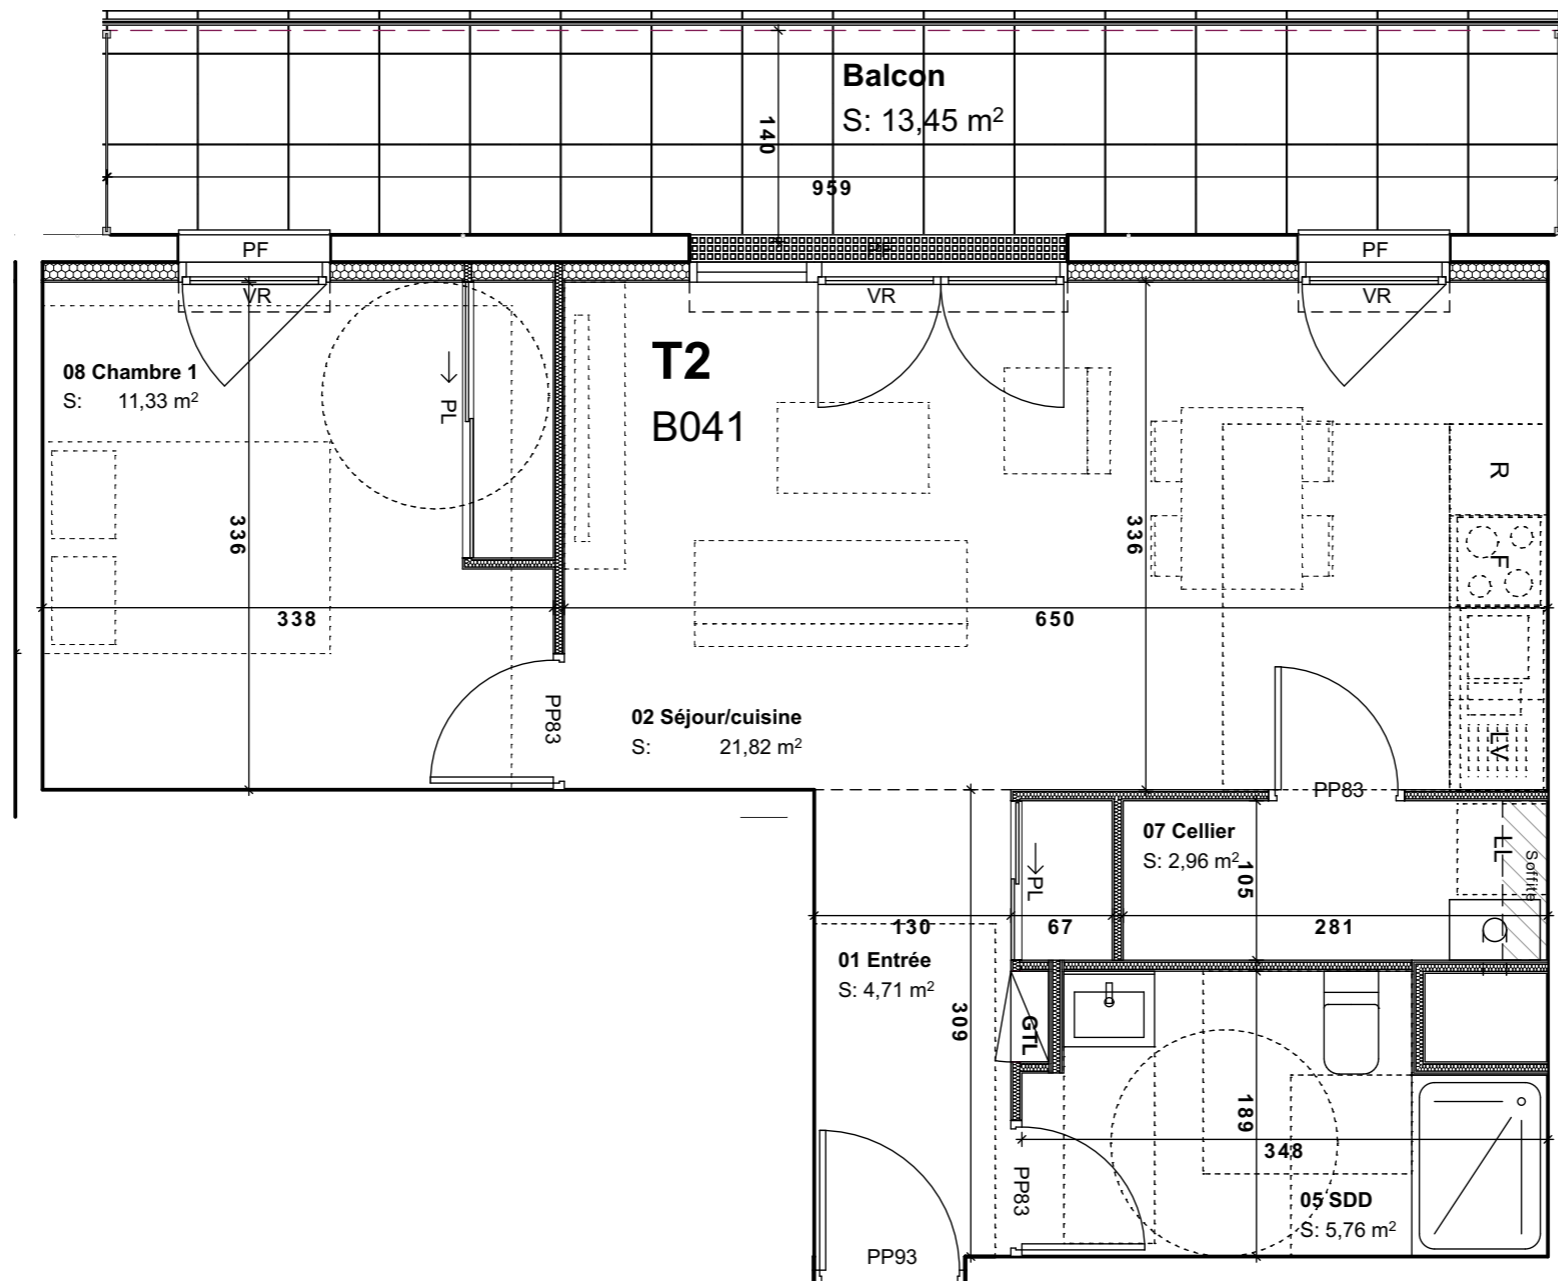 Balcon
S: 13,45 m²
140
959
PF
PF
PF
VR
VR
VR
08 Chambre 1
S: 11,33 m²
PL
T2
B041
R
F
LV
336
336
338
650
PP83
02 Séjour/cuisine
S: 21,82 m²
PP83
07 Cellier
S: 2,96 m²
105
LL
Soffite
PL
130
67
281
01 Entrée
S: 4,71 m²
309
GTL
189
348
PP83
05 SDD
S: 5,76 m²
PP93